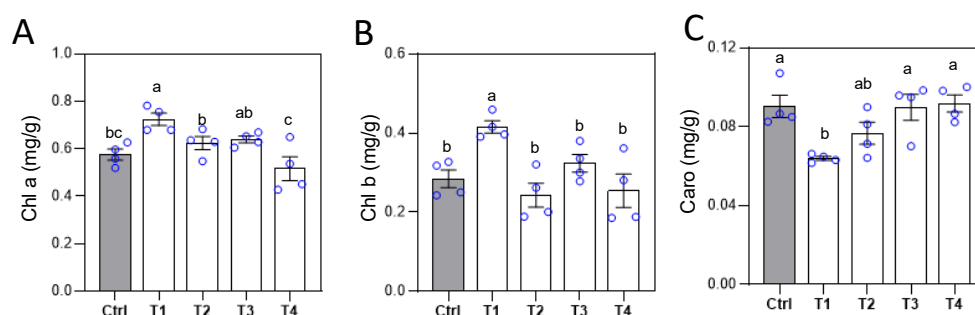 A
Chl a (mg/g)
1.0
0.8
0.6
0.4
0.2
0.0
bc
a
b
ab
c
Ctrl T1 T2 T3 T4
B
Chl b (mg/g)
0.6
0.4
0.2
0.0
b
a
b
b
b
Ctrl T1 T2 T3 T4
C
Caro (mg/g)
0.12
0.08
0.04
0.00
a
b
ab
a
a
Ctrl T1 T2 T3 T4